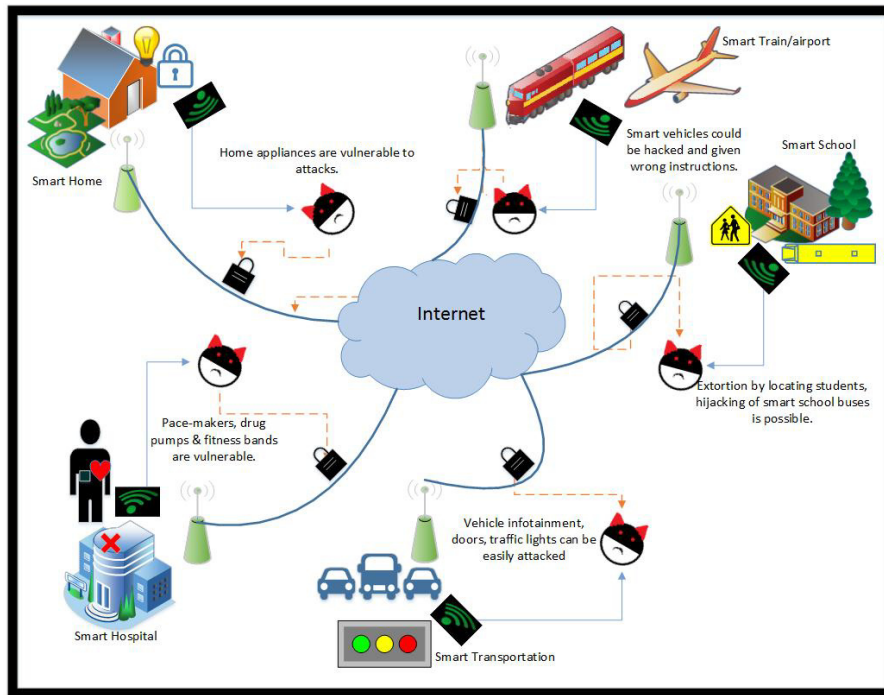 Smart Train/airport
Home appliances are vulnerable to
attacks.
Smart Home
Smart vehicles could
be hacked and given
wrong instructions.
Smart School
Internet
Extortion by locating students,
hijacking of smart school buses
is possible.
Pace-makers, drug
pumps & fitness bands
are vulnerable.
Vehicle infotainment,
doors, traffic lights can be
easily attacked
Smart Hospital
Smart Transportation